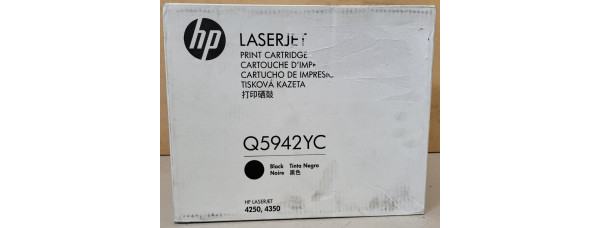 hp
LASERJET
PRINT CARTRIDGE
CARTOUCHE D'IMP
CARTUCHO DE IMPRESIÓ
TISKOVÁ KAZETA
打印硒鼓
Q5942YC
Black Tinta Negra
Noire 黑色
HP LASERJET
4250, 4350